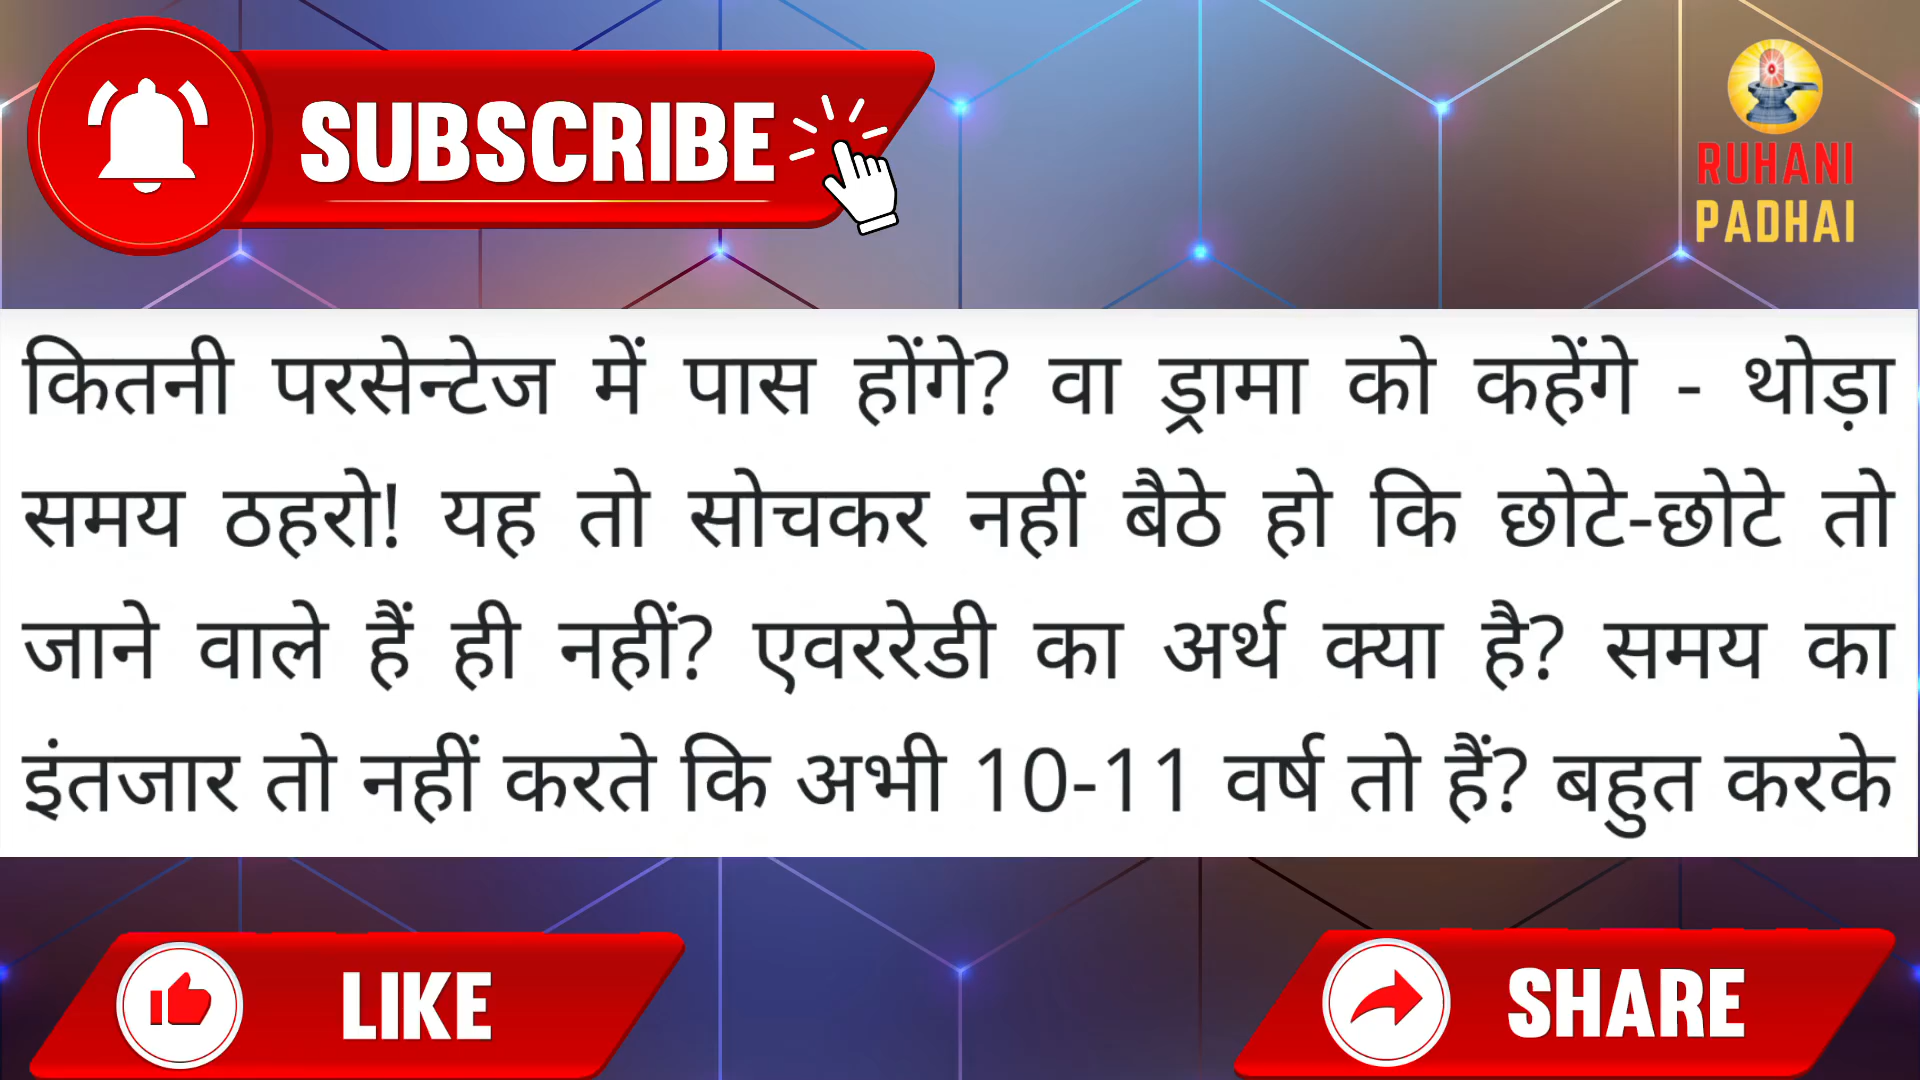 SUBSCRIBE
RUHANI
PADHAI
कितनी परसेन्टेज में पास होंगे? वा ड्रामा को कहेंगे - थोड़ा
समय ठहरो! यह तो सोचकर नहीं बैठे हो कि छोटे-छोटे तो
जाने वाले हैं ही नहीं? एवररेडी का अर्थ क्या है? समय का
इंतजार तो नहीं करते कि अभी 10-11 वर्ष तो हैं? बहुत करके
LIKE
SHARE